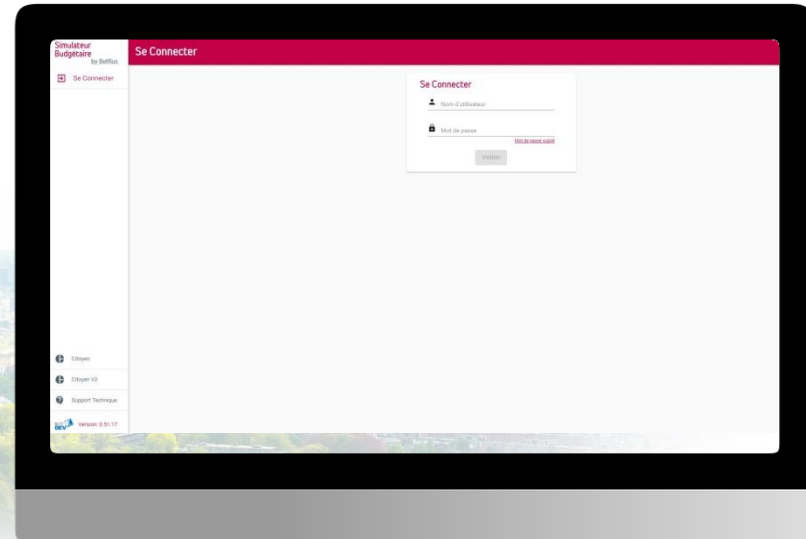 Simulateur
Budgétaire
by Belfius
Se Connecter
Se Connecter
Se Connecter
Nom d'utilisateur
Mot de passe
Mot de passe oublié
Valider
Citoyen
Citoyen V2
Support Technique
Version: 3.51.17